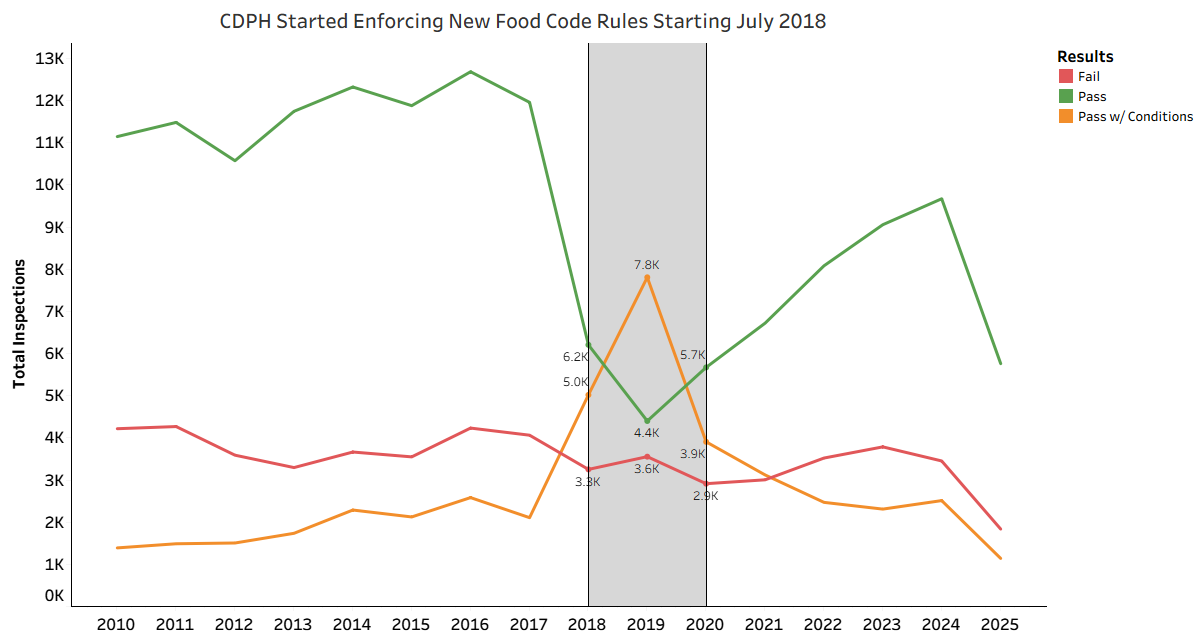 CDPH Started Enforcing New Food Code Rules Starting July 2018
Results
Fail
Pass
Pass w/ Conditions
Total Inspections
13K
12K
11K
10K
9K
8K
7K
6K
5K
4K
3K
2K
1K
0K
7.8K
6.2K
5.7K
5.0K
4.4K
3.9K
3.6K
3.3K
2.9K
2010 2011 2012 2013 2014 2015 2016 2017 2018 2019 2020 2021 2022 2023 2024 2025